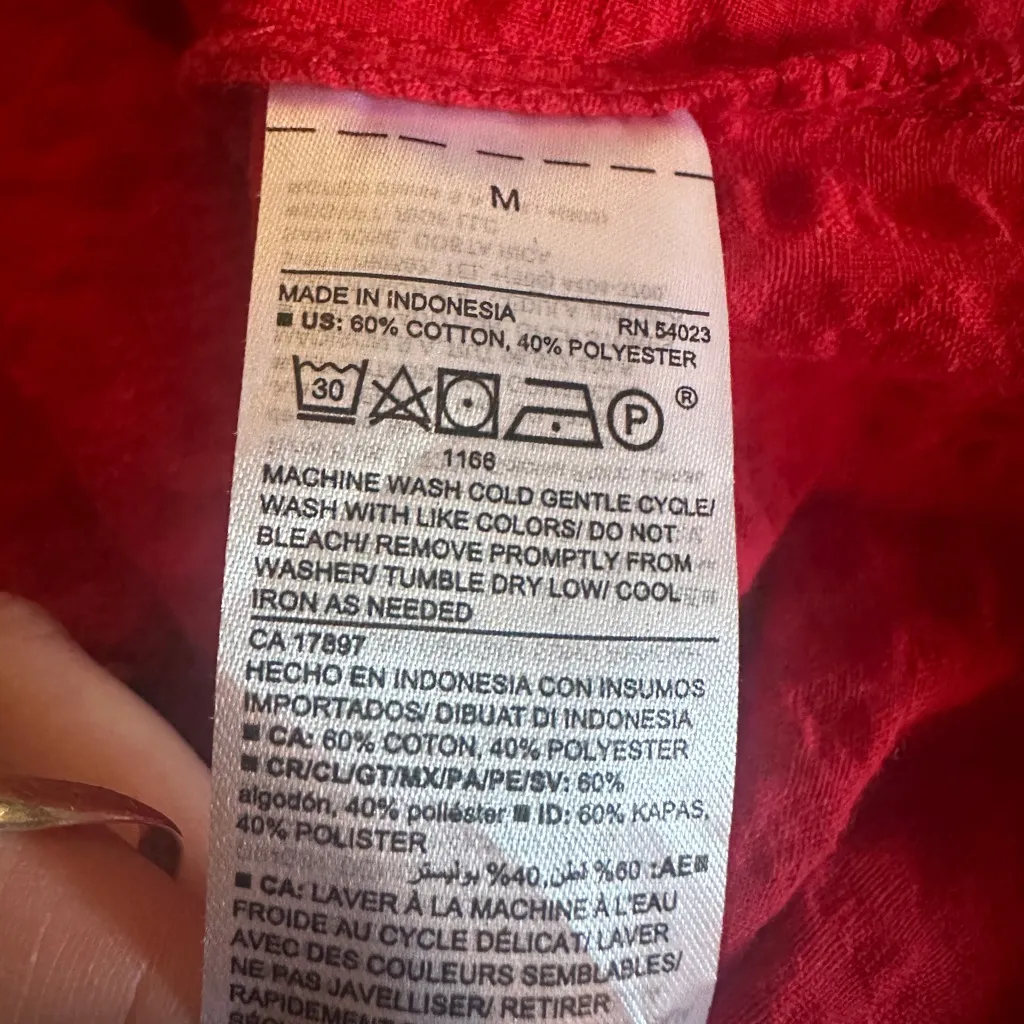 M
MADE IN INDONESIA RN 54023
■ US: 60% COTTON, 40% POLYESTER
30 P ®
1166
MACHINE WASH COLD GENTLE CYCLE/
WASH WITH LIKE COLORS/ DO NOT
BLEACH/ REMOVE PROMPTLY FROM
WASHER/ TUMBLE DRY LOW/ COOL
IRON AS NEEDED
CA 17897
HECHO EN INDONESIA CON INSUMOS
IMPORTADOS/ DIBUAT DI INDONESIA
■ CA: 60% COTON, 40% POLYESTER
■ CR/CL/GT/MX/PA/PE/SV: 60%
algodón, 40% poliéster ■ ID: 60% KAPAS,
40% POLISTER
■AE: 60% قطن, 40% بوليستر
■ CA: LAVER À LA MACHINE À L'EAU
FROIDE AU CYCLE DÉLICAT/ LAVER
AVEC DES COULEURS SEMBLABLES/
NE PAS JAVELLISER/ RETIRER
RAPIDEMENT